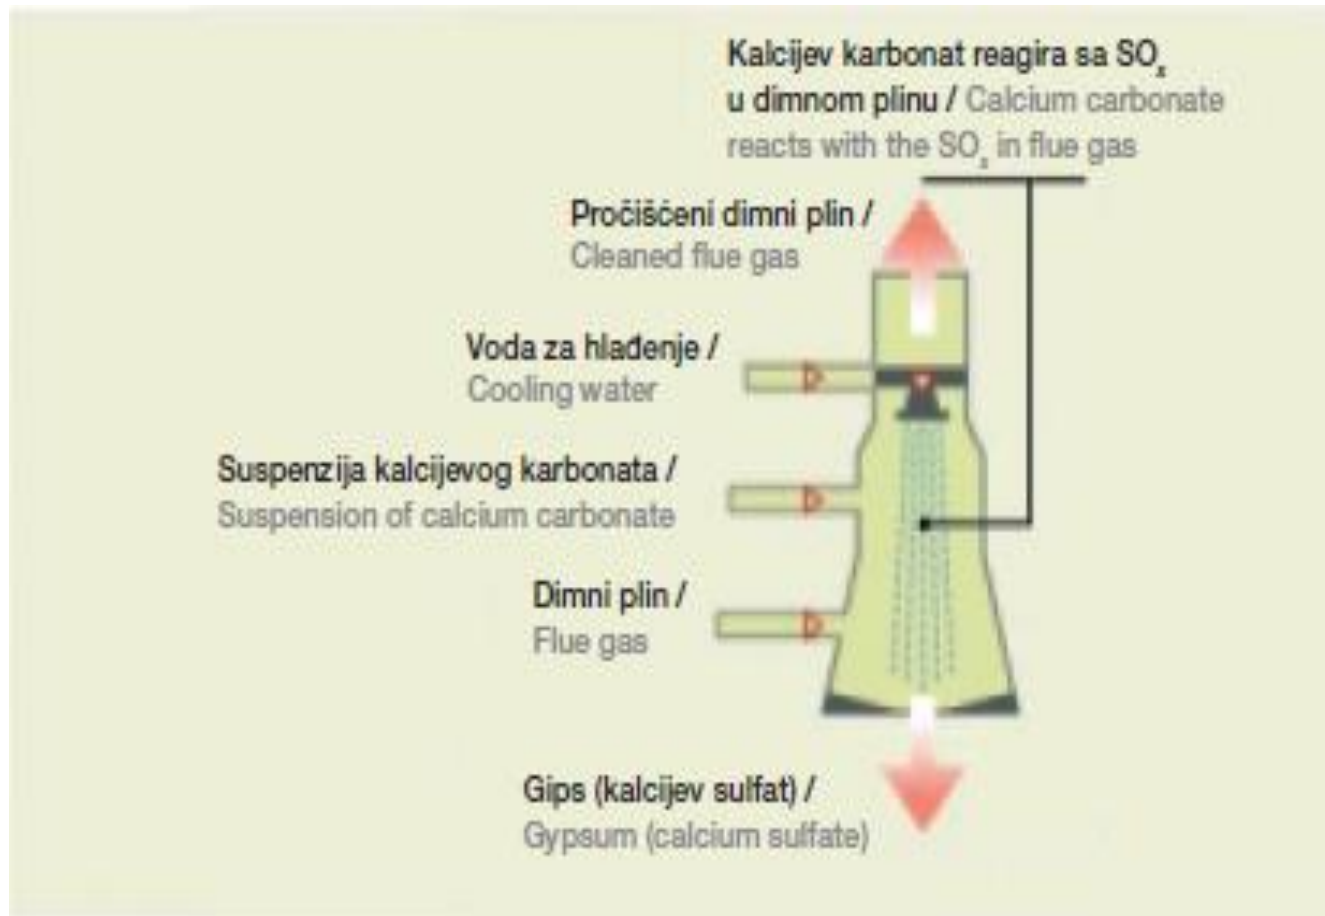 Kalcijev karbonat reagira sa SOₓ
u dimnom plinu / Calcium carbonate
reacts with the SOₓ in flue gas
Pročišćeni dimni plin /
Cleaned flue gas
Voda za hlađenje /
Cooling water
Suspenzija kalcijevog karbonata /
Suspension of calcium carbonate
Dimni plin /
Flue gas
Gips (kalcijev sulfat) /
Gypsum (calcium sulfate)